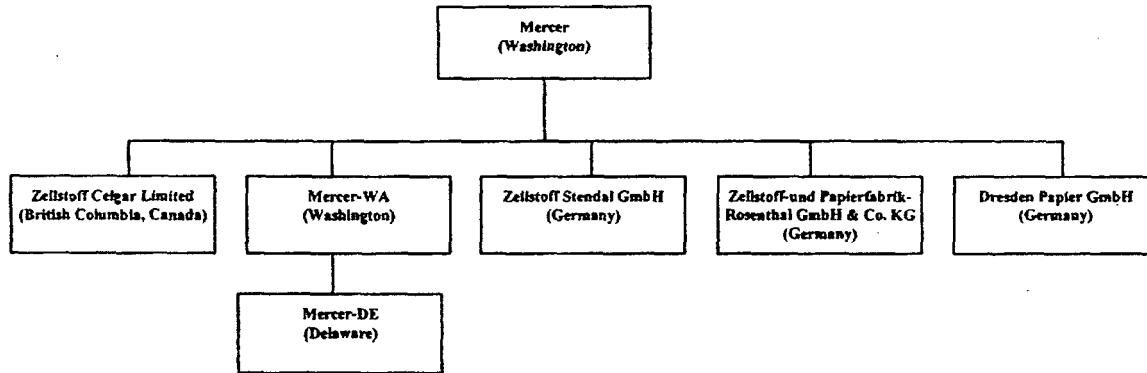 Mercer
(Washington)
Zellstoff Celgar Limited
(British Columbia, Canada)
Mercer-WA
(Washington)
Zellstoff Stendal GmbH
(Germany)
Zellstoff-und Papierfabrik-
Rosenthal GmbH & Co. KG
(Germany)
Dresden Papier GmbH
(Germany)
Mercer-DE
(Delaware)